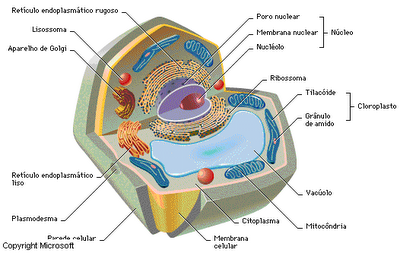 Retículo endoplasmático rugoso
Lisossoma
Aparelho de Golgi
Poro nuclear
Membrana nuclear
Núcleo
Nucléolo
Ribossoma
Tilacóide
Cloroplasto
Grânulo
de amido
Retículo
endoplasmático
liso
Vacúolo
Plasmodesma
Citoplasma
Mitocôndria
Parede celular
Membrana
celular
Copyright Microsoft